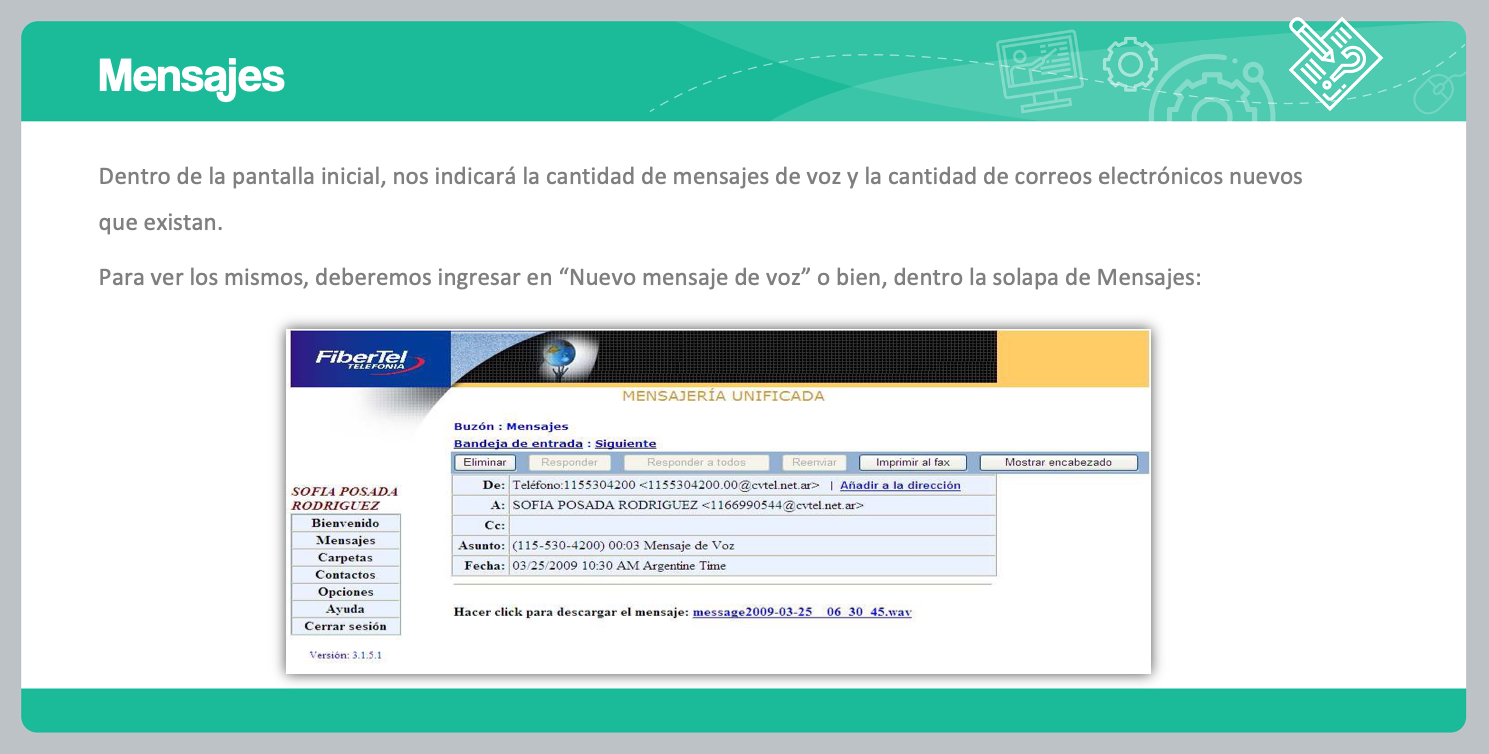 Mensajes
Dentro de la pantalla inicial, nos indicará la cantidad de mensajes de voz y la cantidad de correos electrónicos nuevos
que existan.
Para ver los mismos, deberemos ingresar en “Nuevo mensaje de voz” o bien, dentro la solapa de Mensajes:
FiberTel
TELEFONIA
MENSAJERÍA UNIFICADA
Buzón : Mensajes
Bandeja de entrada : Siguiente
Eliminar Responder Responder a todos Reenviar Imprimir al fax Mostrar encabezado
De: Teléfono:1155304200 <1155304200.00@cvtel.net.ar> | Añadir a la dirección
A: SOFIA POSADA RODRIGUEZ <1166990544@cvtel.net.ar>
Cc:
Asunto: (115-530-4200) 00:03 Mensaje de Voz
Fecha: 03/25/2009 10:30 AM Argentine Time
Hacer click para descargar el mensaje: message2009-03-25__06_30_45.wav
SOFIA POSADA
RODRIGUEZ
Bienvenido
Mensajes
Carpetas
Contactos
Opciones
Ayuda
Cerrar sesión
Versión: 3.1.5.1